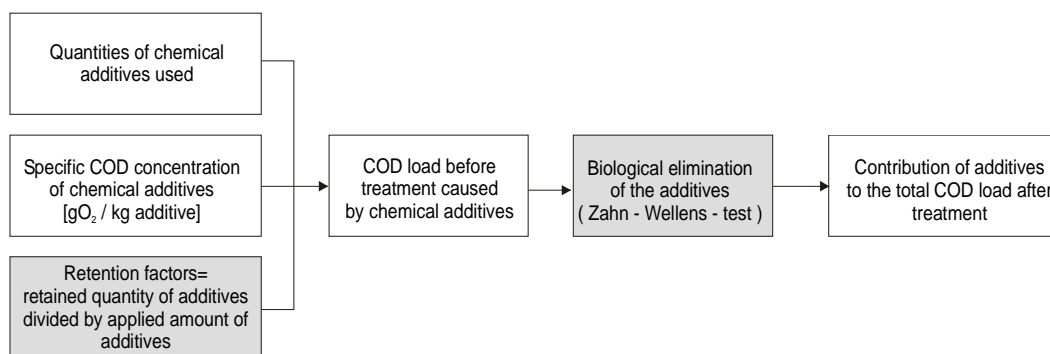 Quantities of chemical
additives used
Specific COD concentration
of chemical additives
[gO₂ / kg additive]
Retention factors=
retained quantity of additives
divided by applied amount of
additives
COD load before
treatment caused
by chemical additives
Biological elimination
of the additives
( Zahn - Wellens - test )
Contribution of additives
to the total COD load after
treatment